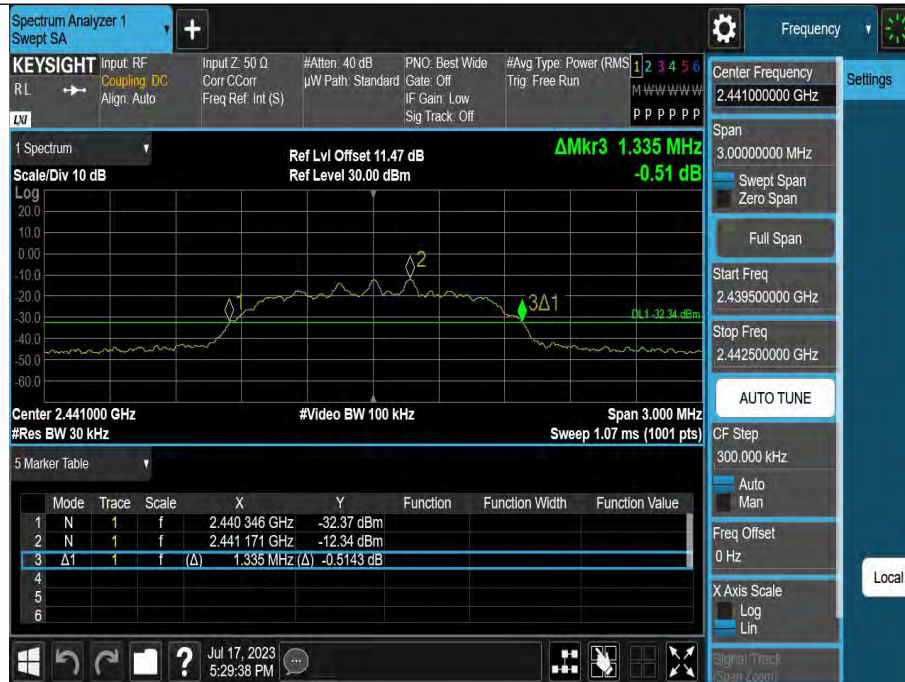 Spectrum Analyzer 1
Swept SA
+
Frequency
KEYSIGHT
RL
LXI
Input: RF
Coupling: DC
Align: Auto
Input Z: 50 Ω
Corr CCorr
Freq Ref: Int (S)
#Atten: 40 dB
µW Path: Standard
PNO: Best Wide
Gate: Off
IF Gain: Low
Sig Track: Off
#Avg Type: Power (RMS
Trig: Free Run
1 2 3 4 5 6
M W W W W W
P P P P P P
1 Spectrum
Scale/Div 10 dB
Ref Lvl Offset 11.47 dB
Ref Level 30.00 dBm
ΔMkr3 1.335 MHz
-0.51 dB
Log
20.0
10.0
0.00
-10.0
-20.0
-30.0
-40.0
-50.0
-60.0
1
2
3Δ1
DL1 -32.34 dBm
Center 2.441000 GHz
#Video BW 100 kHz
Span 3.000 MHz
#Res BW 30 kHz
Sweep 1.07 ms (1001 pts)
5 Marker Table
Mode Trace Scale X Y Function Function Width Function Value
1 N 1 f 2.440 346 GHz -32.37 dBm
2 N 1 f 2.441 171 GHz -12.34 dBm
3 Δ1 1 f (Δ) 1.335 MHz (Δ) -0.5143 dB
4
5
6
Jul 17, 2023
5:29:38 PM
?
Center Frequency
2.441000000 GHz
Settings
Span
3.00000000 MHz
Swept Span
Zero Span
Full Span
Start Freq
2.439500000 GHz
Stop Freq
2.442500000 GHz
AUTO TUNE
CF Step
300.000 kHz
Auto
Man
Freq Offset
0 Hz
X Axis Scale
Log
Lin
Local
Signal Track
(Span Zoom)